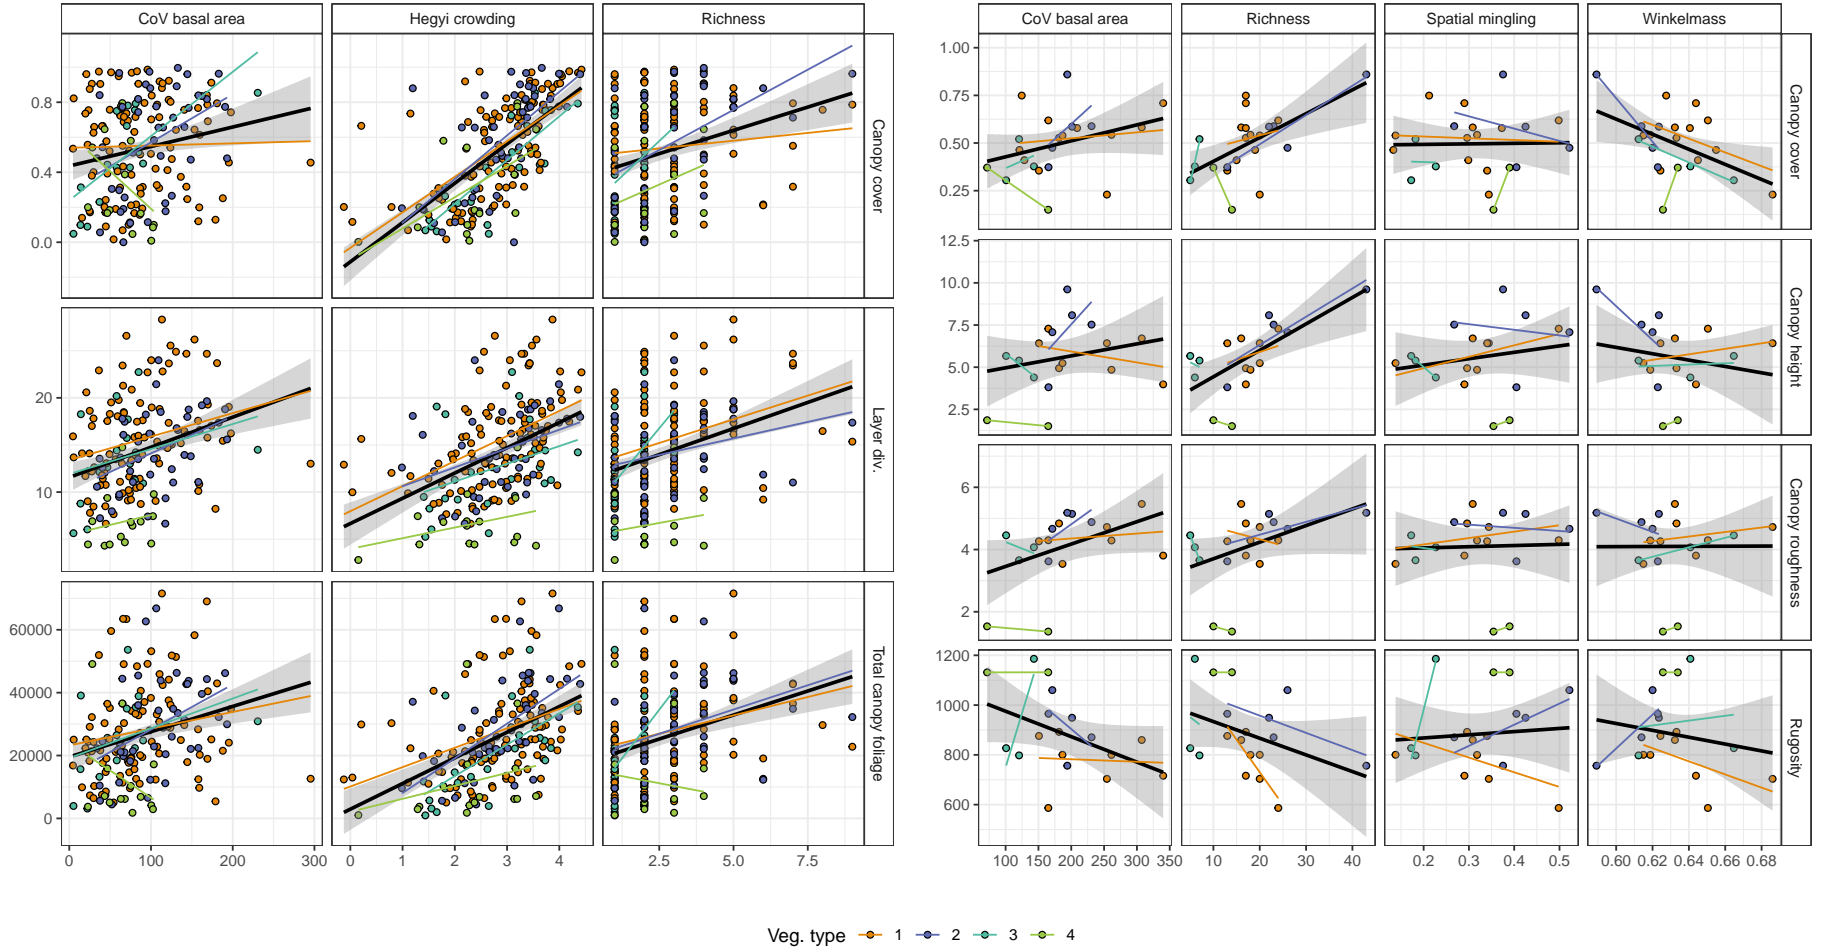 CoV basal area Hegyi crowding Richness
0.8
0.4
0.0
Canopy cover
20
10
Layer div.
60000
40000
20000
0
Total canopy foliage
0 100 200 300 0 1 2 3 4 2.5 5.0 7.5
CoV basal area Richness Spatial mingling Winkelmass
1.00
0.75
0.50
0.25
Canopy cover
12.5
10.0
7.5
5.0
2.5
Canopy height
6
4
2
Canopy roughness
1200
1000
800
600
Rugosity
100 150 200 250 300 350 10 20 30 40 0.2 0.3 0.4 0.5 0.60 0.62 0.64 0.66 0.68
Veg. type 1 2 3 4